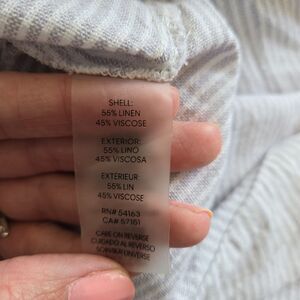 SHELL:
55% LINEN
45% VISCOSE
EXTERIOR:
55% LINO
45% VISCOSA
EXTÉRIEUR:
55% LIN
45% VISCOSE
RN# 54163
CA# 57151
CARE ON REVERSE
CUIDADO AL REVERSO